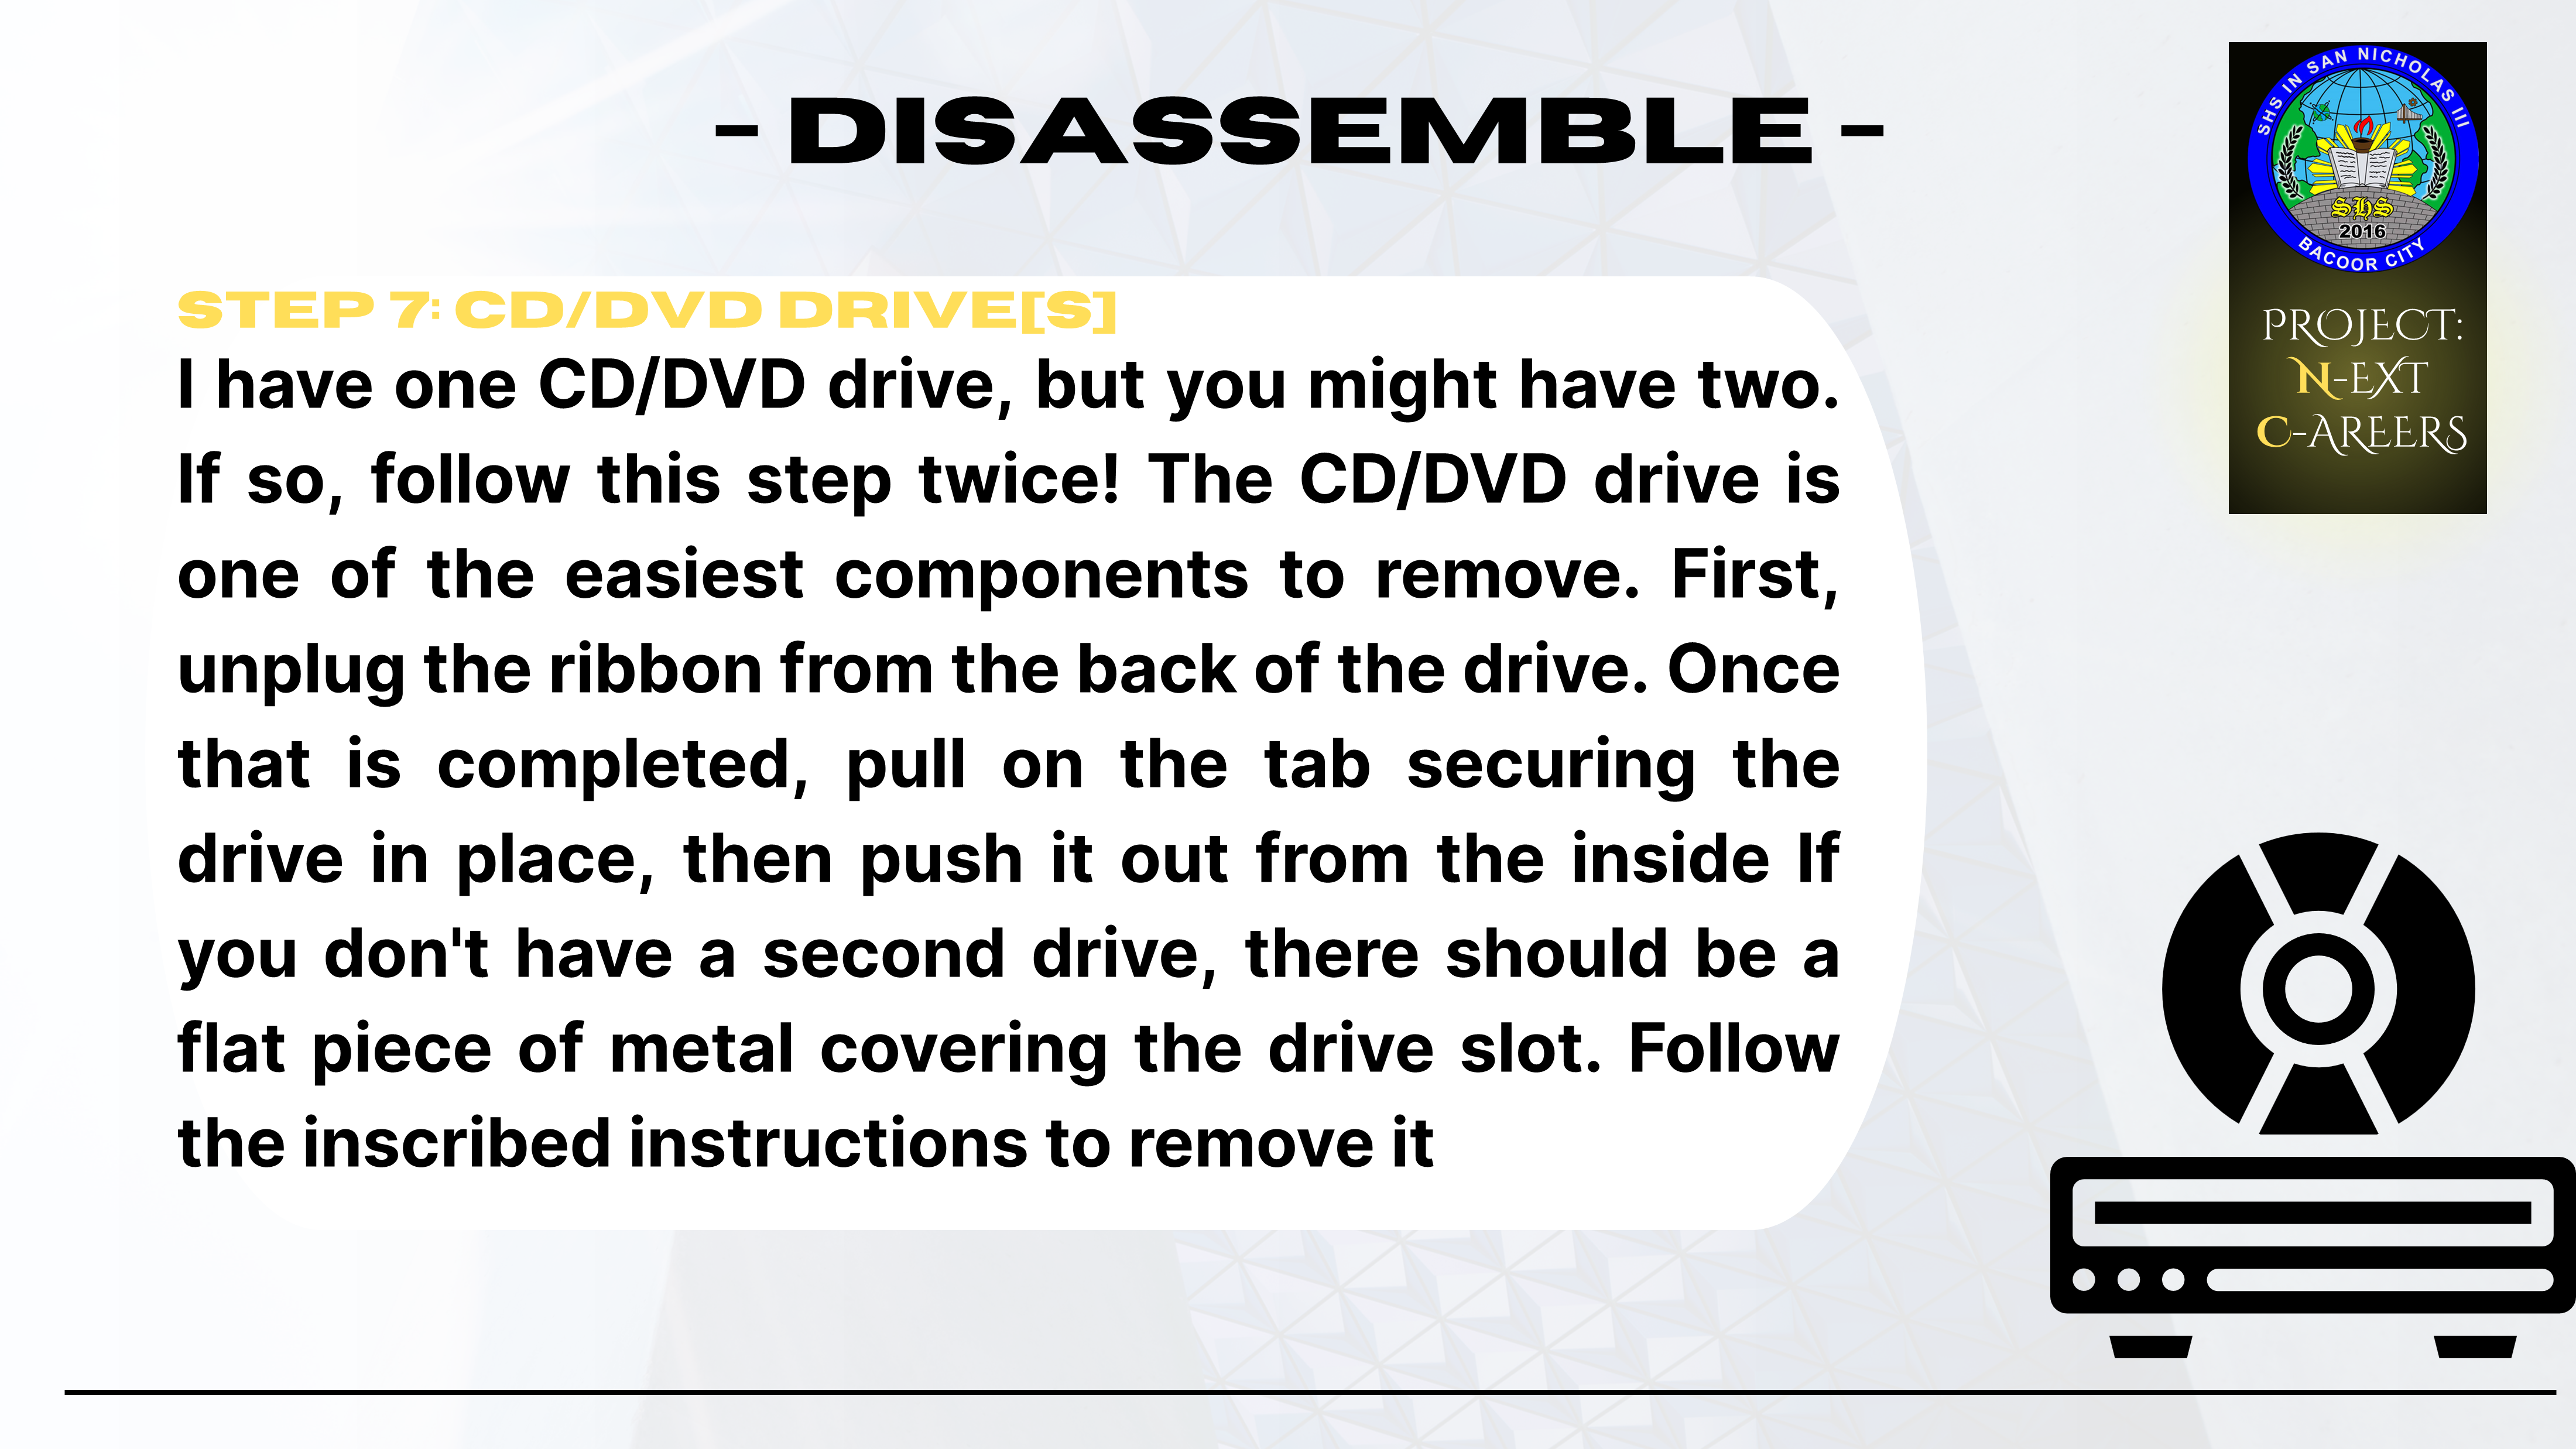 - DISASSEMBLE -
SHS IN SAN NICHOLAS III
SHS
2016
BACOOR CITY
PROJECT:
N-EXT
C-AREERS
STEP 7: CD/DVD DRIVE[S]
I have one CD/DVD drive, but you might have two.
If so, follow this step twice! The CD/DVD drive is
one of the easiest components to remove. First,
unplug the ribbon from the back of the drive. Once
that is completed, pull on the tab securing the
drive in place, then push it out from the inside If
you don't have a second drive, there should be a
flat piece of metal covering the drive slot. Follow
the inscribed instructions to remove it